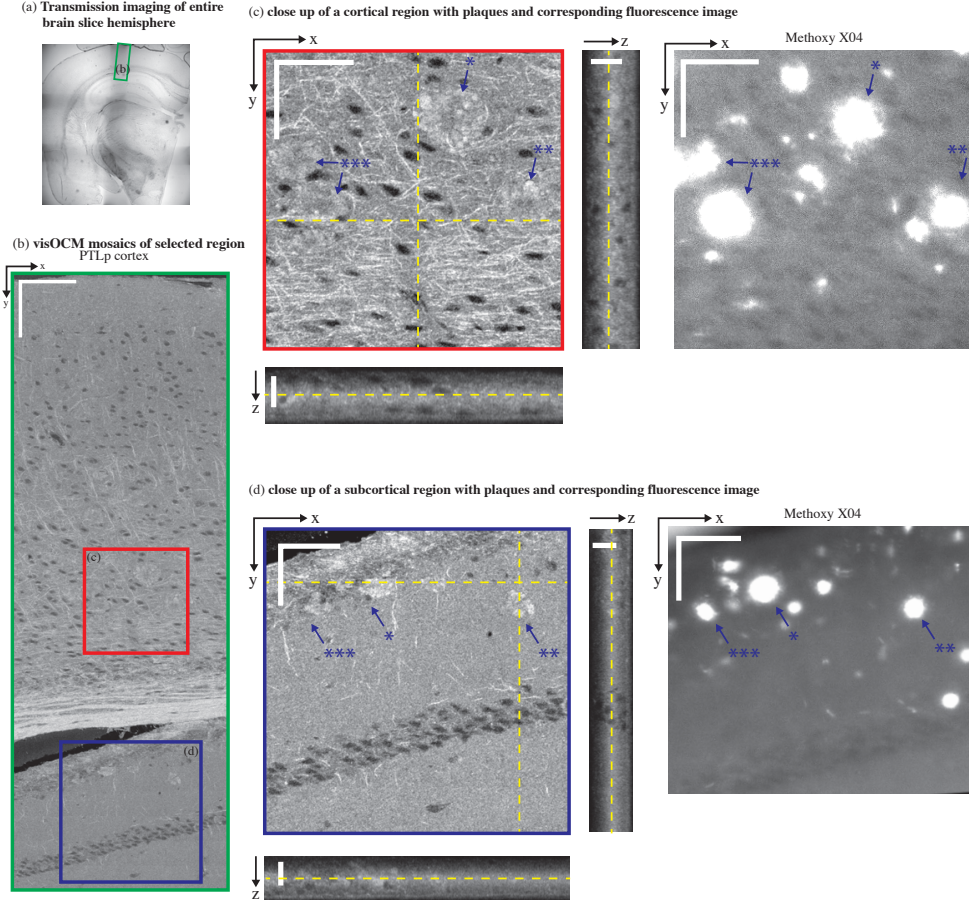 (a) Transmission imaging of entire
brain slice hemisphere
(b)
(b) visOCM mosaics of selected region
PTLp cortex
x
y
(c)
(d)
(c) close up of a cortical region with plaques and corresponding fluorescence image
x
y
*
**
***
z
z
Methoxy X04
x
y
*
**
***
(d) close up of a subcortical region with plaques and corresponding fluorescence image
x
y
*
**
***
z
z
Methoxy X04
x
y
*
**
***